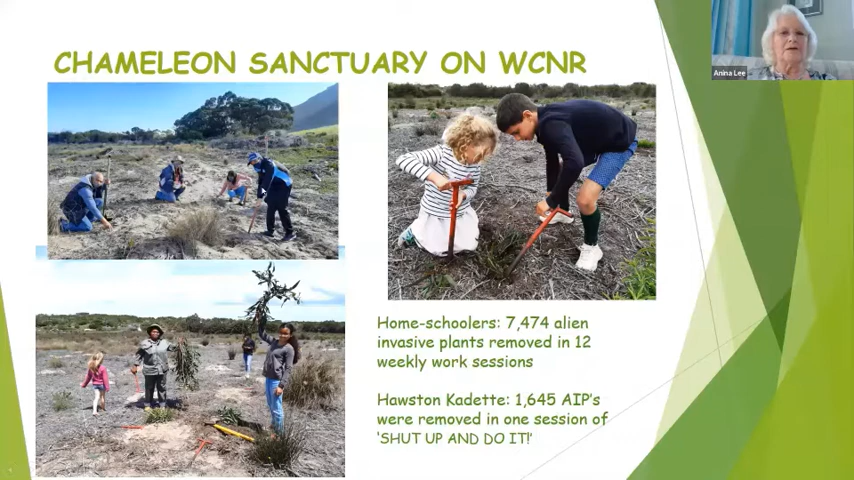 CHAMELEON SANCTUARY ON WCNR
Anina Lee
Home-schoolers: 7,474 alien
invasive plants removed in 12
weekly work sessions
Hawston Kadette: 1,645 AIP's
were removed in one session of
'SHUT UP AND DO IT!'